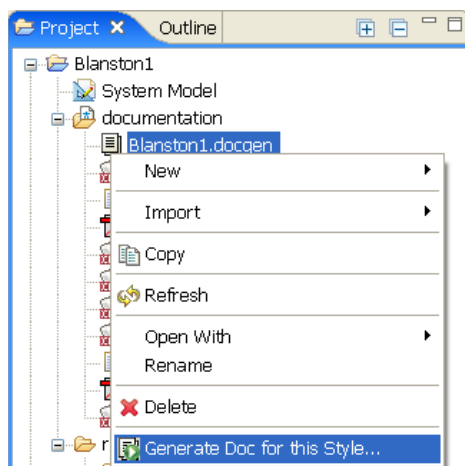 Project
Outline
Blanston1
System Model
documentation
Blanston1.docgen
New
Import
Copy
Refresh
Open With
Rename
Delete
r
Generate Doc for this Style...